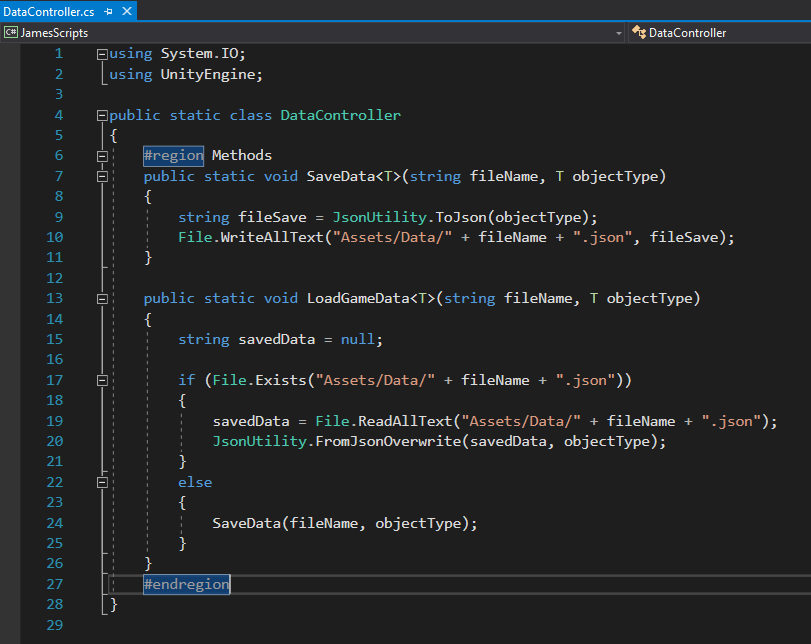 DataController.cs
C# JamesScripts DataController
1 using System.IO;
2 using UnityEngine;
3
4 public static class DataController
5 {
6 #region Methods
7 public static void SaveData<T>(string fileName, T objectType)
8 {
9 string fileSave = JsonUtility.ToJson(objectType);
10 File.WriteAllText("Assets/Data/" + fileName + ".json", fileSave);
11 }
12
13 public static void LoadGameData<T>(string fileName, T objectType)
14 {
15 string savedData = null;
16
17 if (File.Exists("Assets/Data/" + fileName + ".json"))
18 {
19 savedData = File.ReadAllText("Assets/Data/" + fileName + ".json");
20 JsonUtility.FromJsonOverwrite(savedData, objectType);
21 }
22 else
23 {
24 SaveData(fileName, objectType);
25 }
26 }
27 #endregion
28 }
29